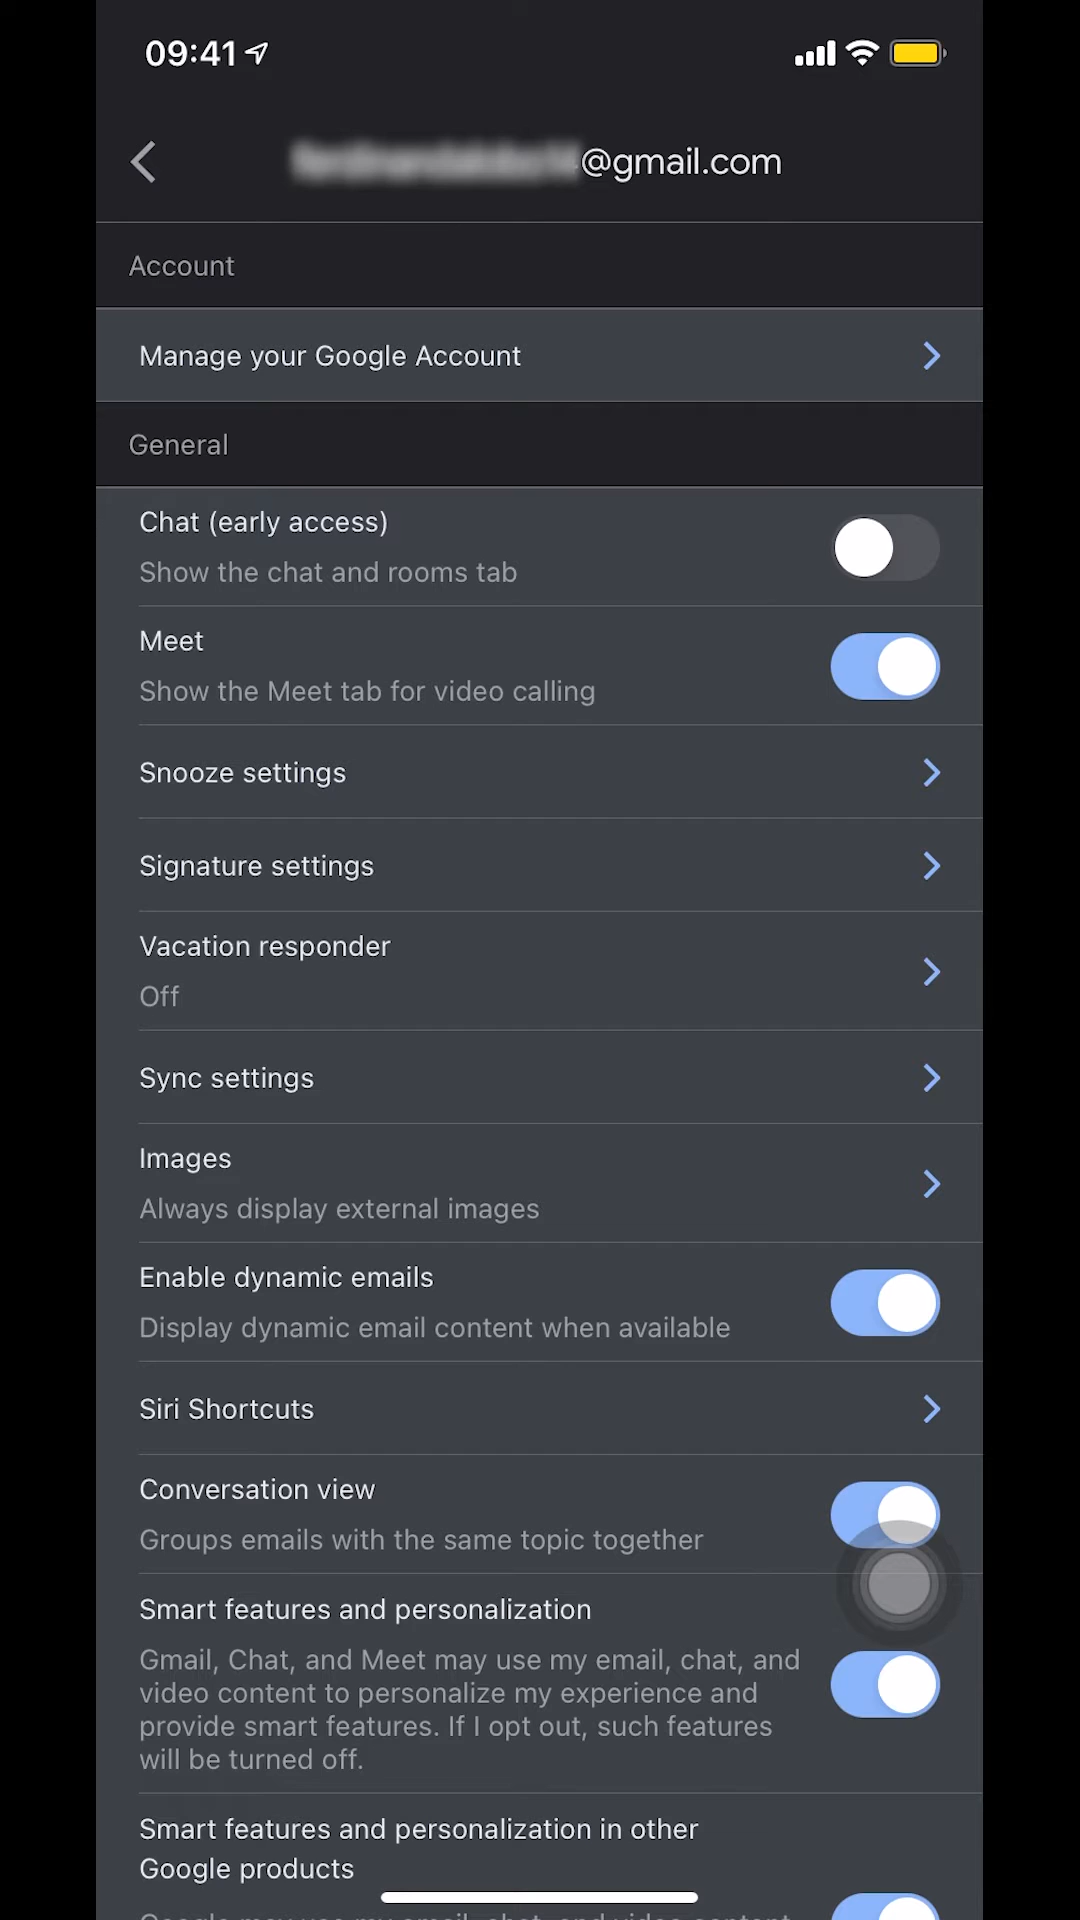 09:41
@gmail.com
Account
Manage your Google Account
General
Chat (early access)
Show the chat and rooms tab
Meet
Show the Meet tab for video calling
Snooze settings
Signature settings
Vacation responder
Off
Sync settings
Images
Always display external images
Enable dynamic emails
Display dynamic email content when available
Siri Shortcuts
Conversation view
Groups emails with the same topic together
Smart features and personalization
Gmail, Chat, and Meet may use my email, chat, and
video content to personalize my experience and
provide smart features. If I opt out, such features
will be turned off.
Smart features and personalization in other
Google products